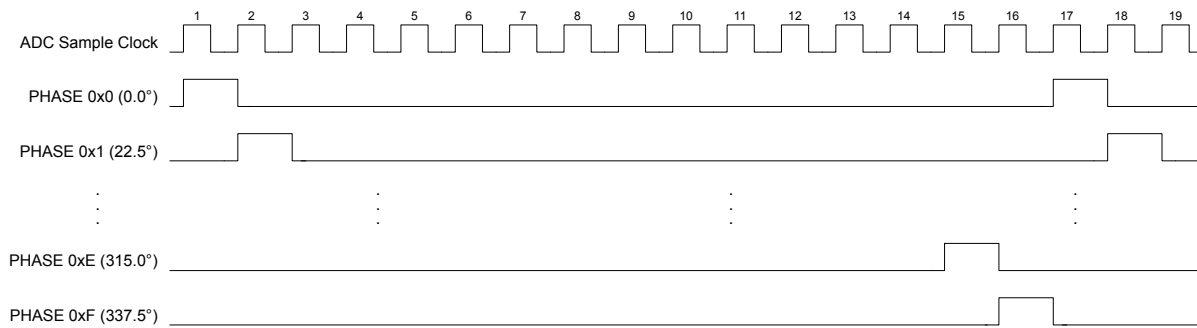 1 2 3 4 5 6 7 8 9 10 11 12 13 14 15 16 17 18 19
ADC Sample Clock
PHASE 0x0 (0.0°)
PHASE 0x1 (22.5°)
PHASE 0xE (315.0°)
PHASE 0xF (337.5°)